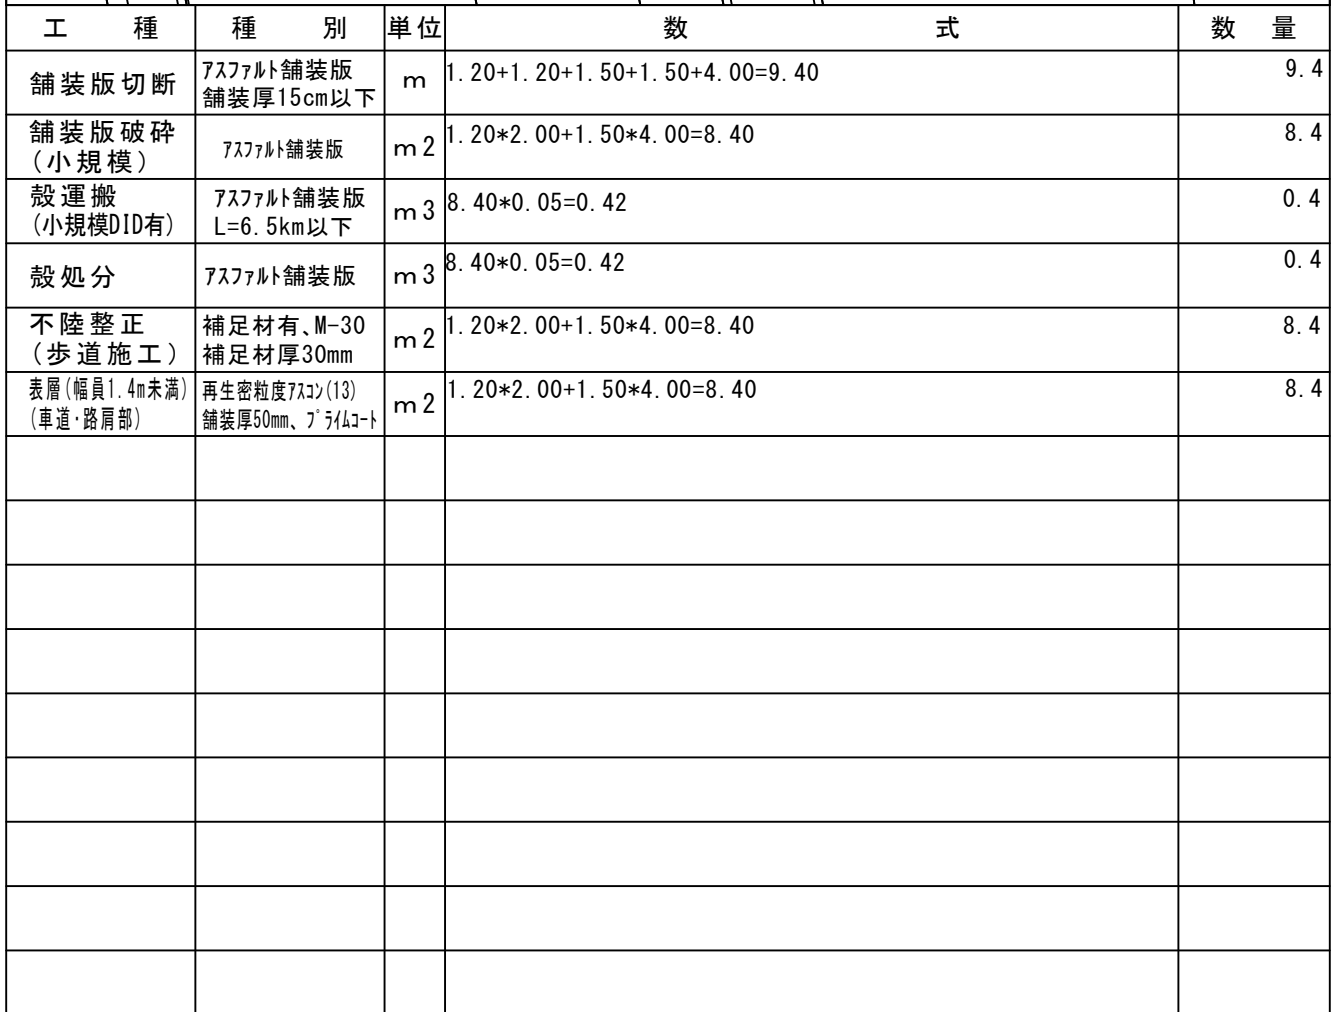 工 種 種 別 単位 数 式 数 量
舗装版切断 ｱｽﾌｧﾙﾄ舗装版 m 1.20+1.20+1.50+1.50+4.00=9.40 9.4
舗装厚15cm以下
舗装版破砕 ｱｽﾌｧﾙﾄ舗装版 m2 1.20*2.00+1.50*4.00=8.40 8.4
(小規模)
殻運搬 ｱｽﾌｧﾙﾄ舗装版 m3 8.40*0.05=0.42 0.4
(小規模DID有) L=6.5km以下
殻処分 ｱｽﾌｧﾙﾄ舗装版 m3 8.40*0.05=0.42 0.4
不陸整正 補足材有、M-30 m2 1.20*2.00+1.50*4.00=8.40 8.4
(歩道施工) 補足材厚30mm
表層(幅員1.4m未満) 再生密粒度ｱｽｺﾝ(13) m2 1.20*2.00+1.50*4.00=8.40 8.4
(車道･路肩部) 舗装厚50mm、ﾌﾟﾗｲﾑｺｰﾄ